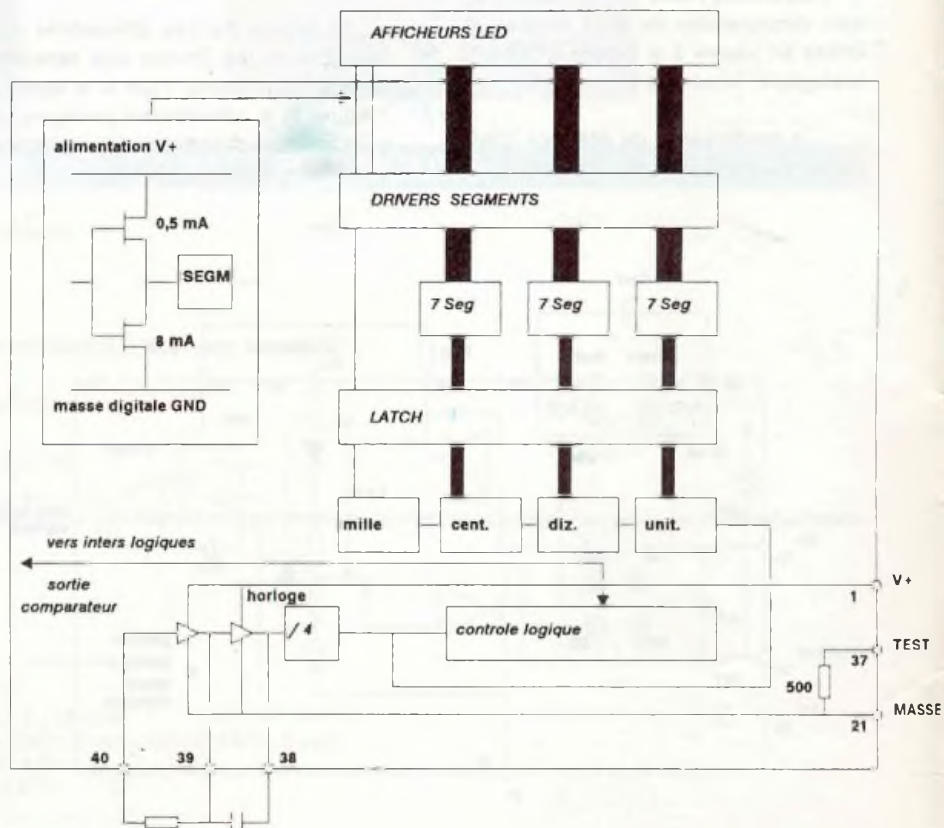 AFFICHEURS LED
alimentation V+
0,5 mA
SEGM
8 mA
masse digitale GND
DRIVERS SEGMENTS
7 Seg
7 Seg
7 Seg
LATCH
mille
cent.
diz.
unit.
vers inters logiques
sortie
comparateur
horloge
/ 4
controle logique
V+
1
TEST
37
500
MASSE
21
40
39
38